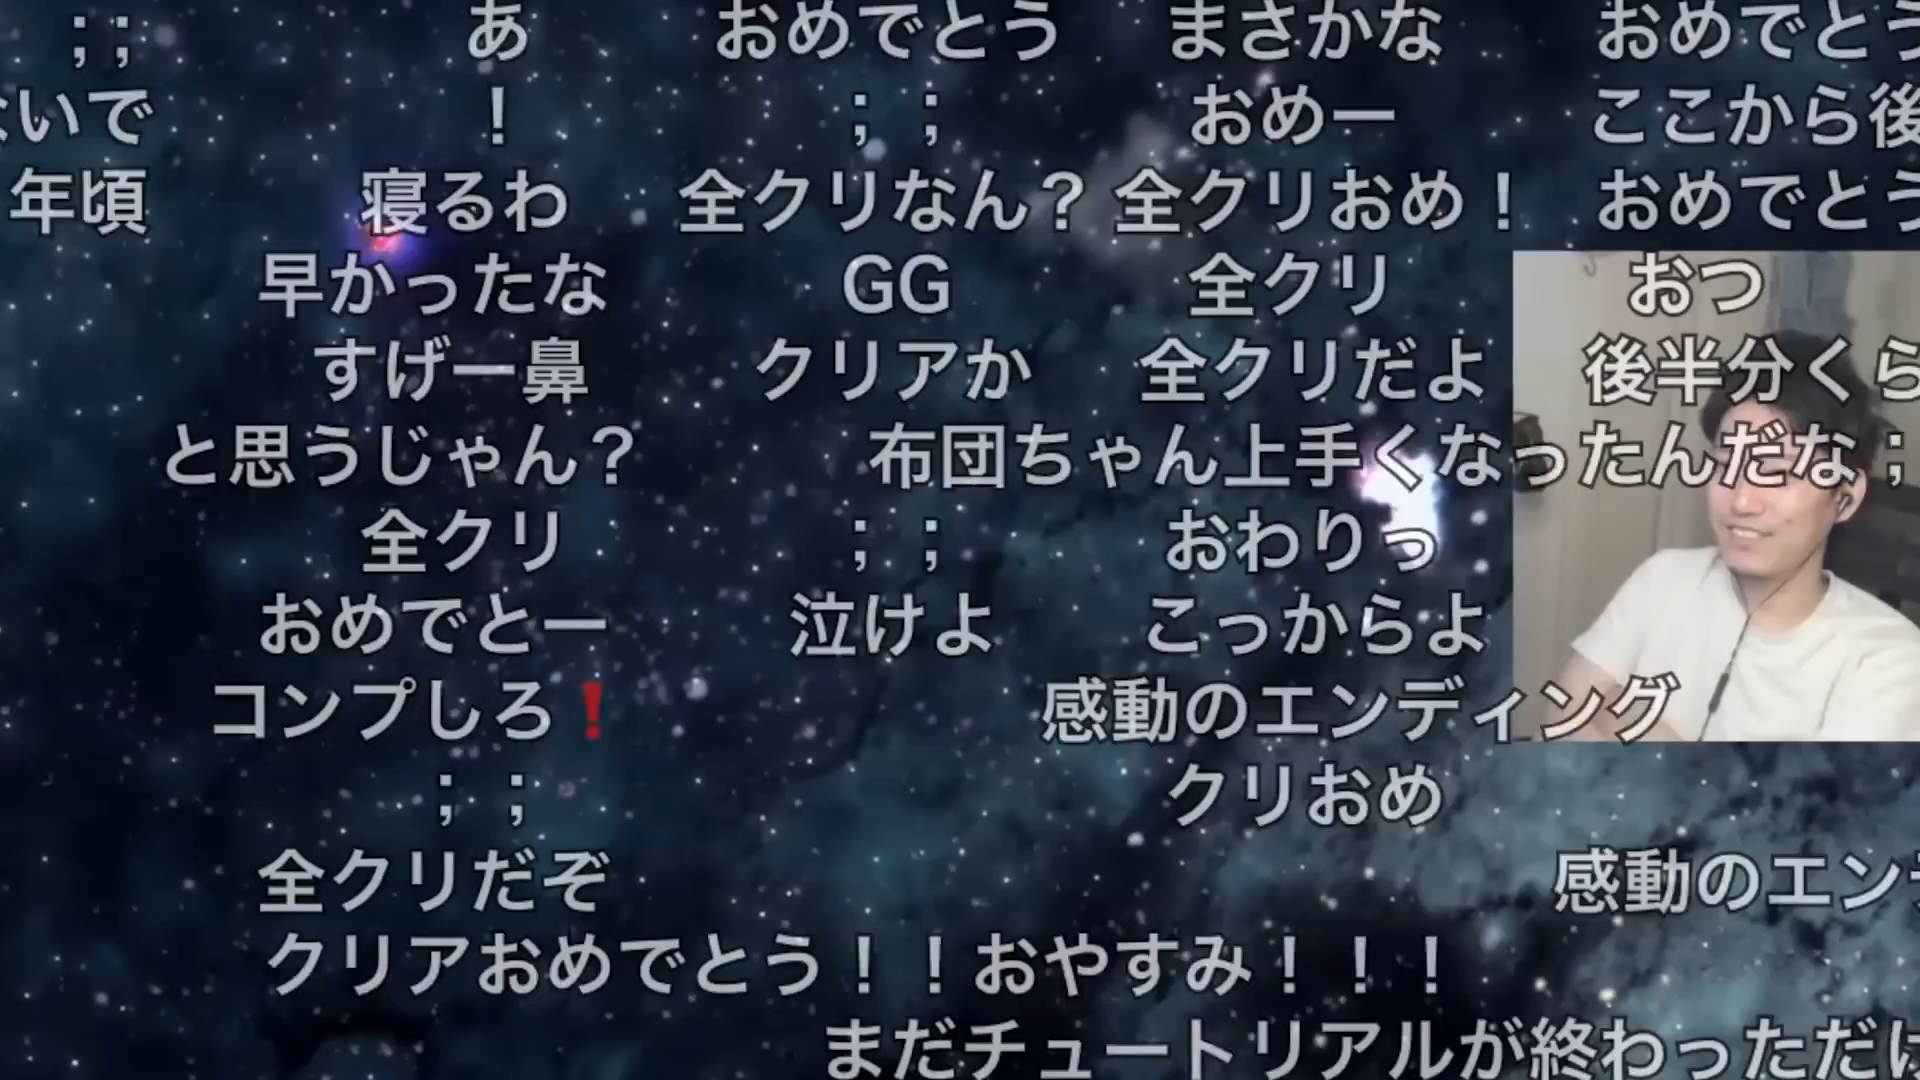 ; ; あ おめでとう まさかな おめでとう
ないで ！ ; ; おめー ここから後
年頃 寝るわ 全クリなん？ 全クリおめ！ おめでとう
早かったな GG 全クリ おつ
すげー鼻 クリアか 全クリだよ 後半分くら
と思うじゃん？ 布団ちゃん上手くなったんだな ;
全クリ ; ; おわりっ
おめでとー 泣けよ こっからよ
コンプしろ❗ 感動のエンディング
; ; クリおめ
全クリだぞ 感動のエン
クリアおめでとう！！おやすみ！！！
まだチュートリアルが終わっただけ